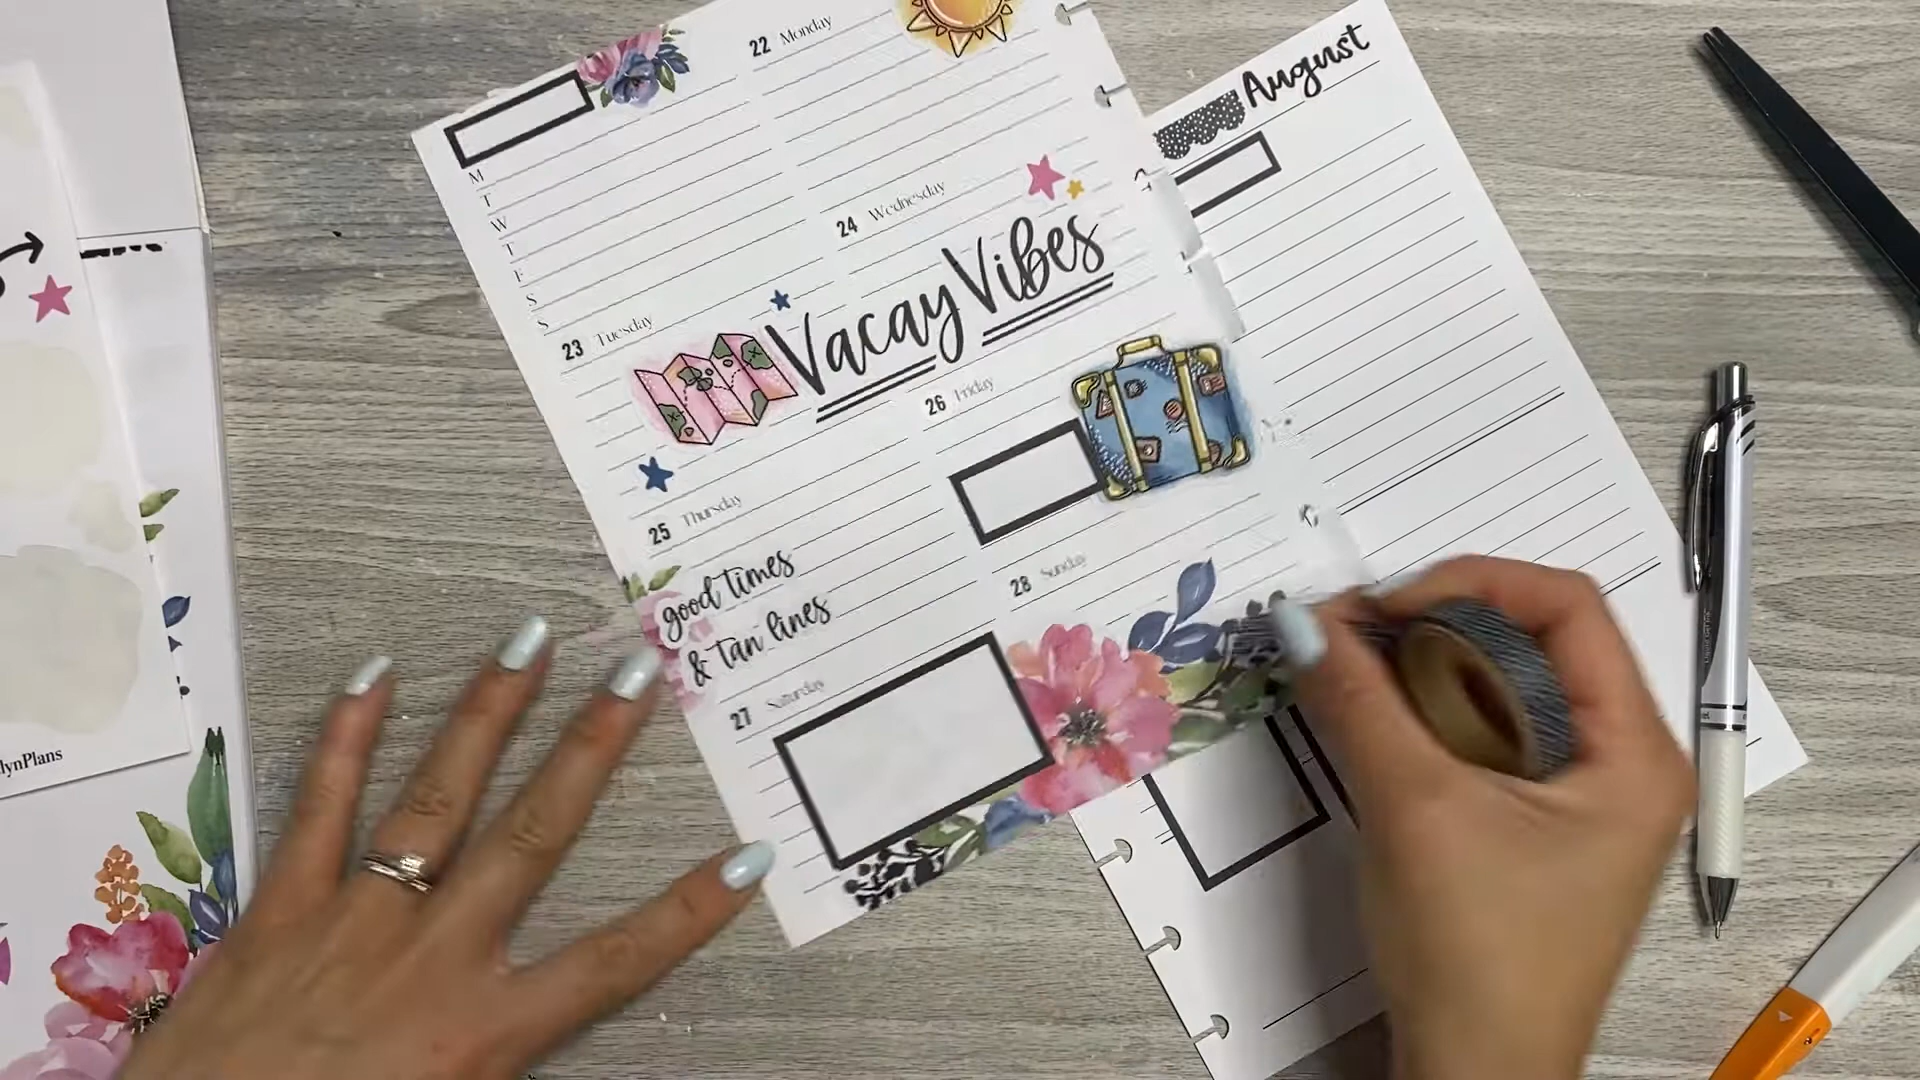 22 Monday
August
M
T
W
T
F
S
S
24 Wednesday
Vacay Vibes
23 Tuesday
26 Friday
25 Thursday
good times
& tan lines
28 Sunday
27 Saturday
lynPlans